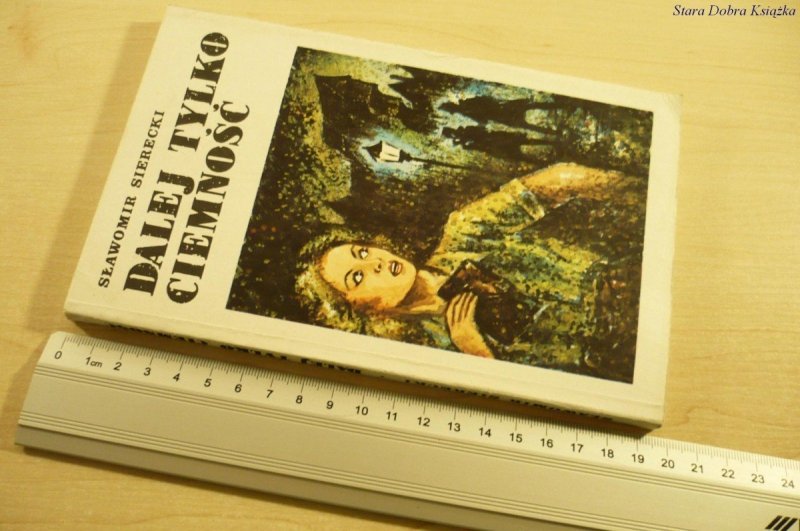 Stara Dobra Książka
SŁAWOMIR SIERECKI
DALEJ TYLKO
CIEMNOŚĆ
0 1cm 2 3 4 5 6 7 8 9 10 11 12 13 14 15 16 17 18 19 20 21 22 23 24